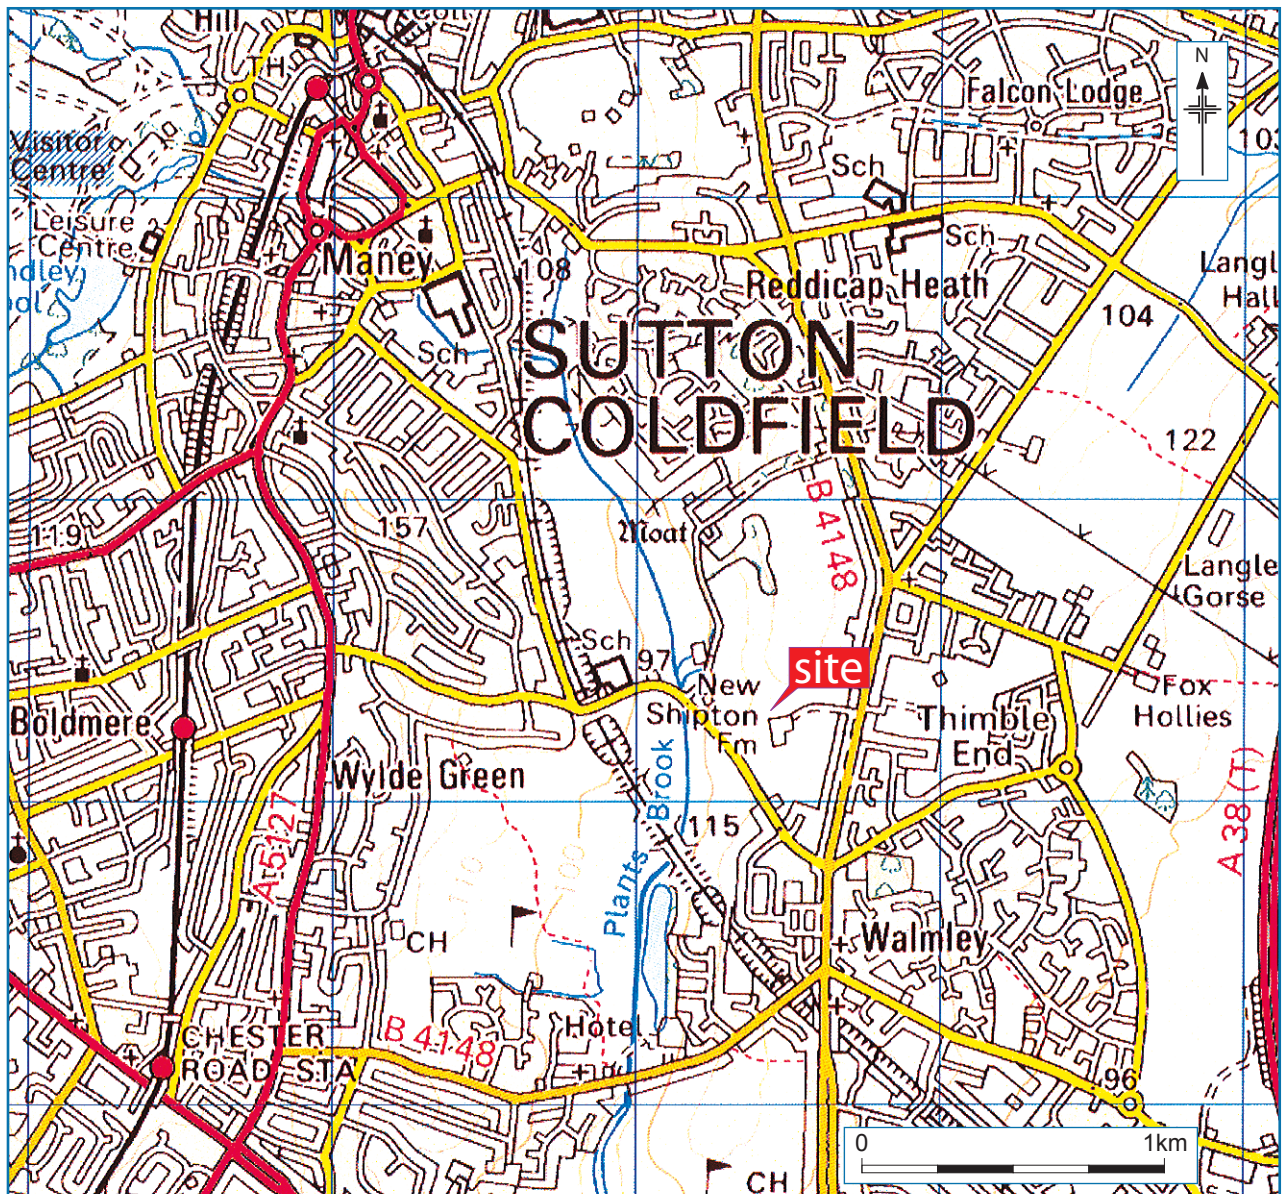 Hill
Coll
TH
N
Falcon Lodge
Visitor
Centre
Sch
Leisure
Centre
Sch
Maney
108
Langl
Hall
ndley
ool
Reddicap Heath
104
SUTTON
Sch
COLDFIELD
122
B 4148
119
157
Moat
Langle
Gorse
Sch
97
site
New
Shipton
Fm
Fox
Hollies
Boldmere
Thimble
End
Wylde Green
Brook
A 5127
115
A 38 (T)
Plants
CH
Walmley
Hotel
B 4148
CHESTER
ROAD STA
96
0 1km
CH